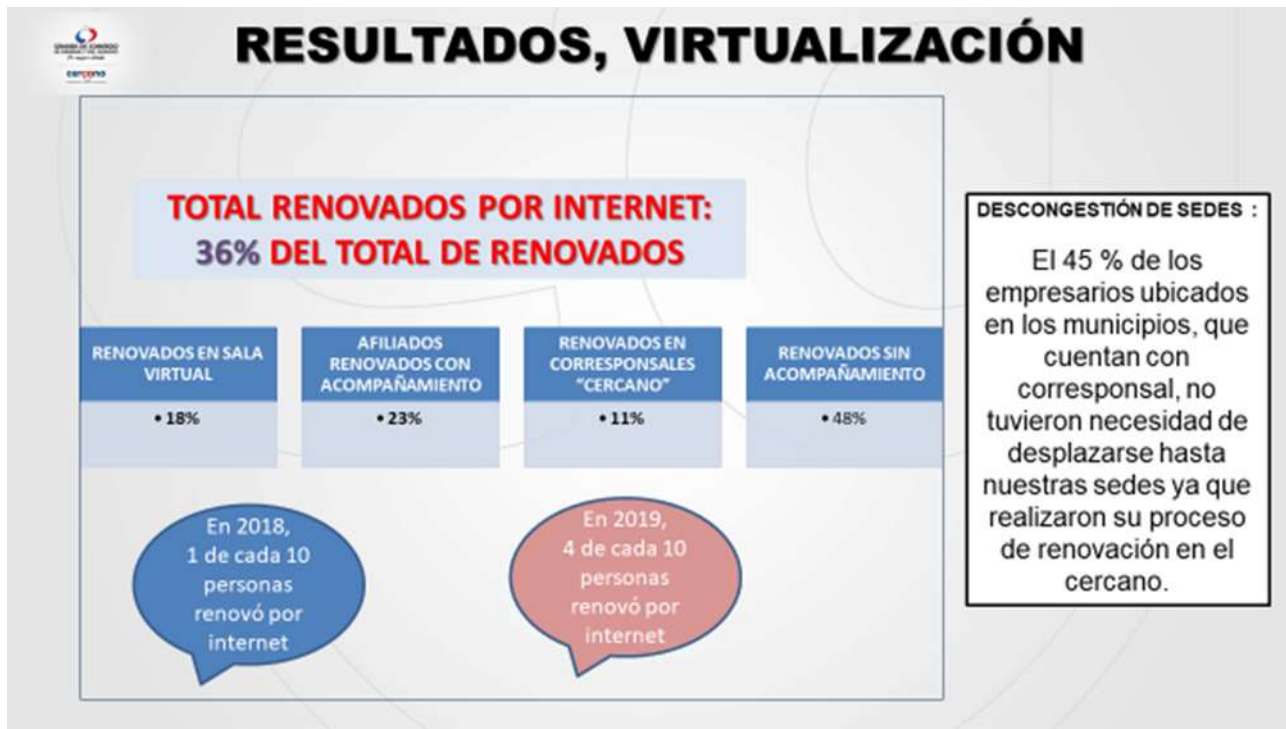 RESULTADOS, VIRTUALIZACIÓN
cercano
TOTAL RENOVADOS POR INTERNET:
36% DEL TOTAL DE RENOVADOS
RENOVADOS EN SALA
VIRTUAL
• 18%
AFILIADOS
RENOVADOS CON
ACOMPAÑAMIENTO
• 23%
RENOVADOS EN
CORRESPONSALES
"CERCANO"
• 11%
RENOVADOS SIN
ACOMPAÑAMIENTO
• 48%
En 2018,
1 de cada 10
personas
renovó por
internet
En 2019,
4 de cada 10
personas
renovó por
internet
DESCONGESTIÓN DE SEDES :
El 45 % de los
empresarios ubicados
en los municipios, que
cuentan con
corresponsal, no
tuvieron necesidad de
desplazarse hasta
nuestras sedes ya que
realizaron su proceso
de renovación en el
cercano.